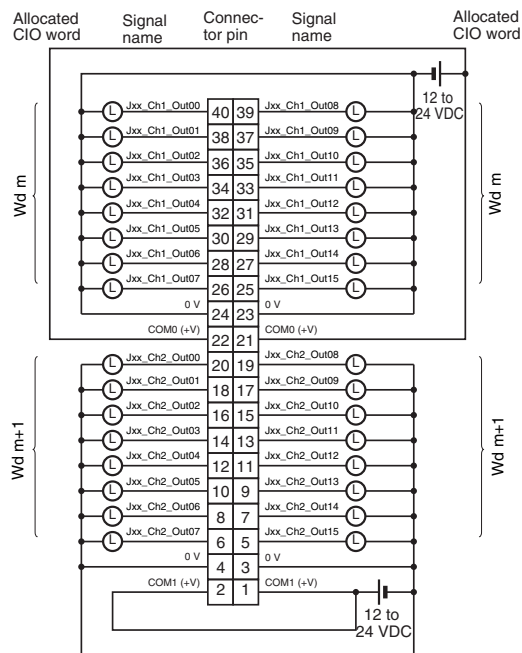 Allocated CIO word
Signal name
Connec-tor pin
Signal name
Allocated CIO word
12 to 24 VDC
Wd m
Wd m
Jxx_Ch1_Out00 40 39 Jxx_Ch1_Out08
L L
Jxx_Ch1_Out01 38 37 Jxx_Ch1_Out09
L L
Jxx_Ch1_Out02 36 35 Jxx_Ch1_Out10
L L
Jxx_Ch1_Out03 34 33 Jxx_Ch1_Out11
L L
Jxx_Ch1_Out04 32 31 Jxx_Ch1_Out12
L L
Jxx_Ch1_Out05 30 29 Jxx_Ch1_Out13
L L
Jxx_Ch1_Out06 28 27 Jxx_Ch1_Out14
L L
Jxx_Ch1_Out07 26 25 Jxx_Ch1_Out15
L L
0 V 24 23 0 V
COM0 (+V) 22 21 COM0 (+V)
Wd m+1
Wd m+1
Jxx_Ch2_Out00 20 19 Jxx_Ch2_Out08
L L
Jxx_Ch2_Out01 18 17 Jxx_Ch2_Out09
L L
Jxx_Ch2_Out02 16 15 Jxx_Ch2_Out10
L L
Jxx_Ch2_Out03 14 13 Jxx_Ch2_Out11
L L
Jxx_Ch2_Out04 12 11 Jxx_Ch2_Out12
L L
Jxx_Ch2_Out05 10 9 Jxx_Ch2_Out13
L L
Jxx_Ch2_Out06 8 7 Jxx_Ch2_Out14
L L
Jxx_Ch2_Out07 6 5 Jxx_Ch2_Out15
L L
0 V 4 3 0 V
COM1 (+V) 2 1 COM1 (+V)
12 to 24 VDC